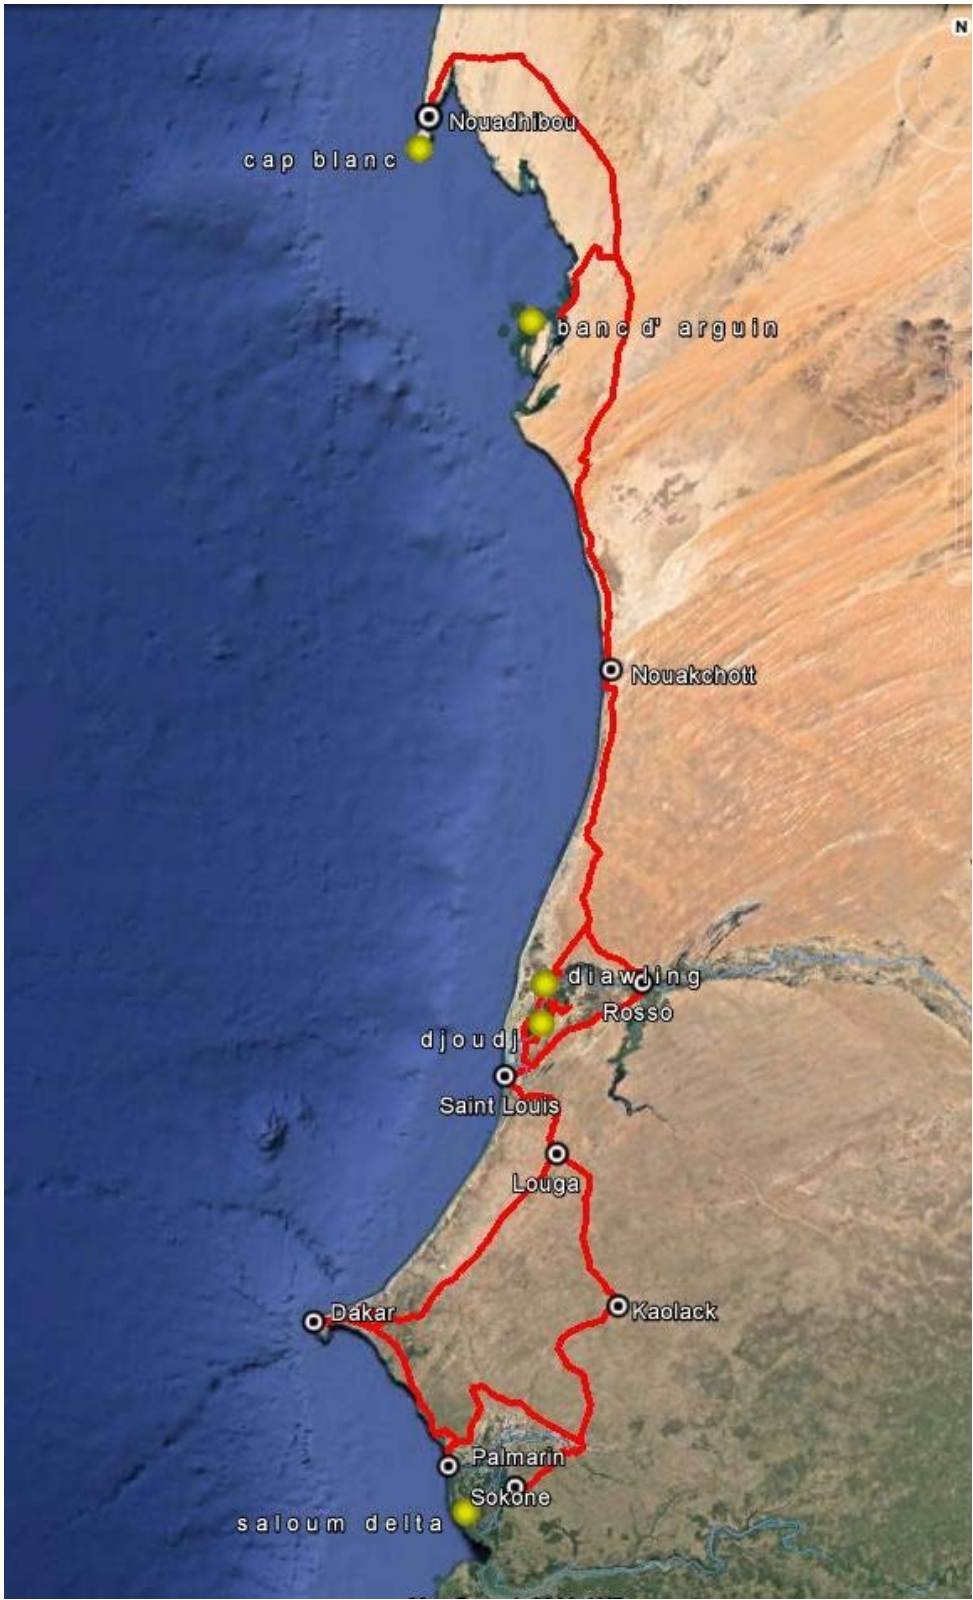 N
Nouadhibou
cap blanc
banc d' arguin
Nouakchott
diawling
Rosso
djoudj
Saint Louis
Louga
Dakar
Kaolack
Palmarin
Sokone
saloum delta